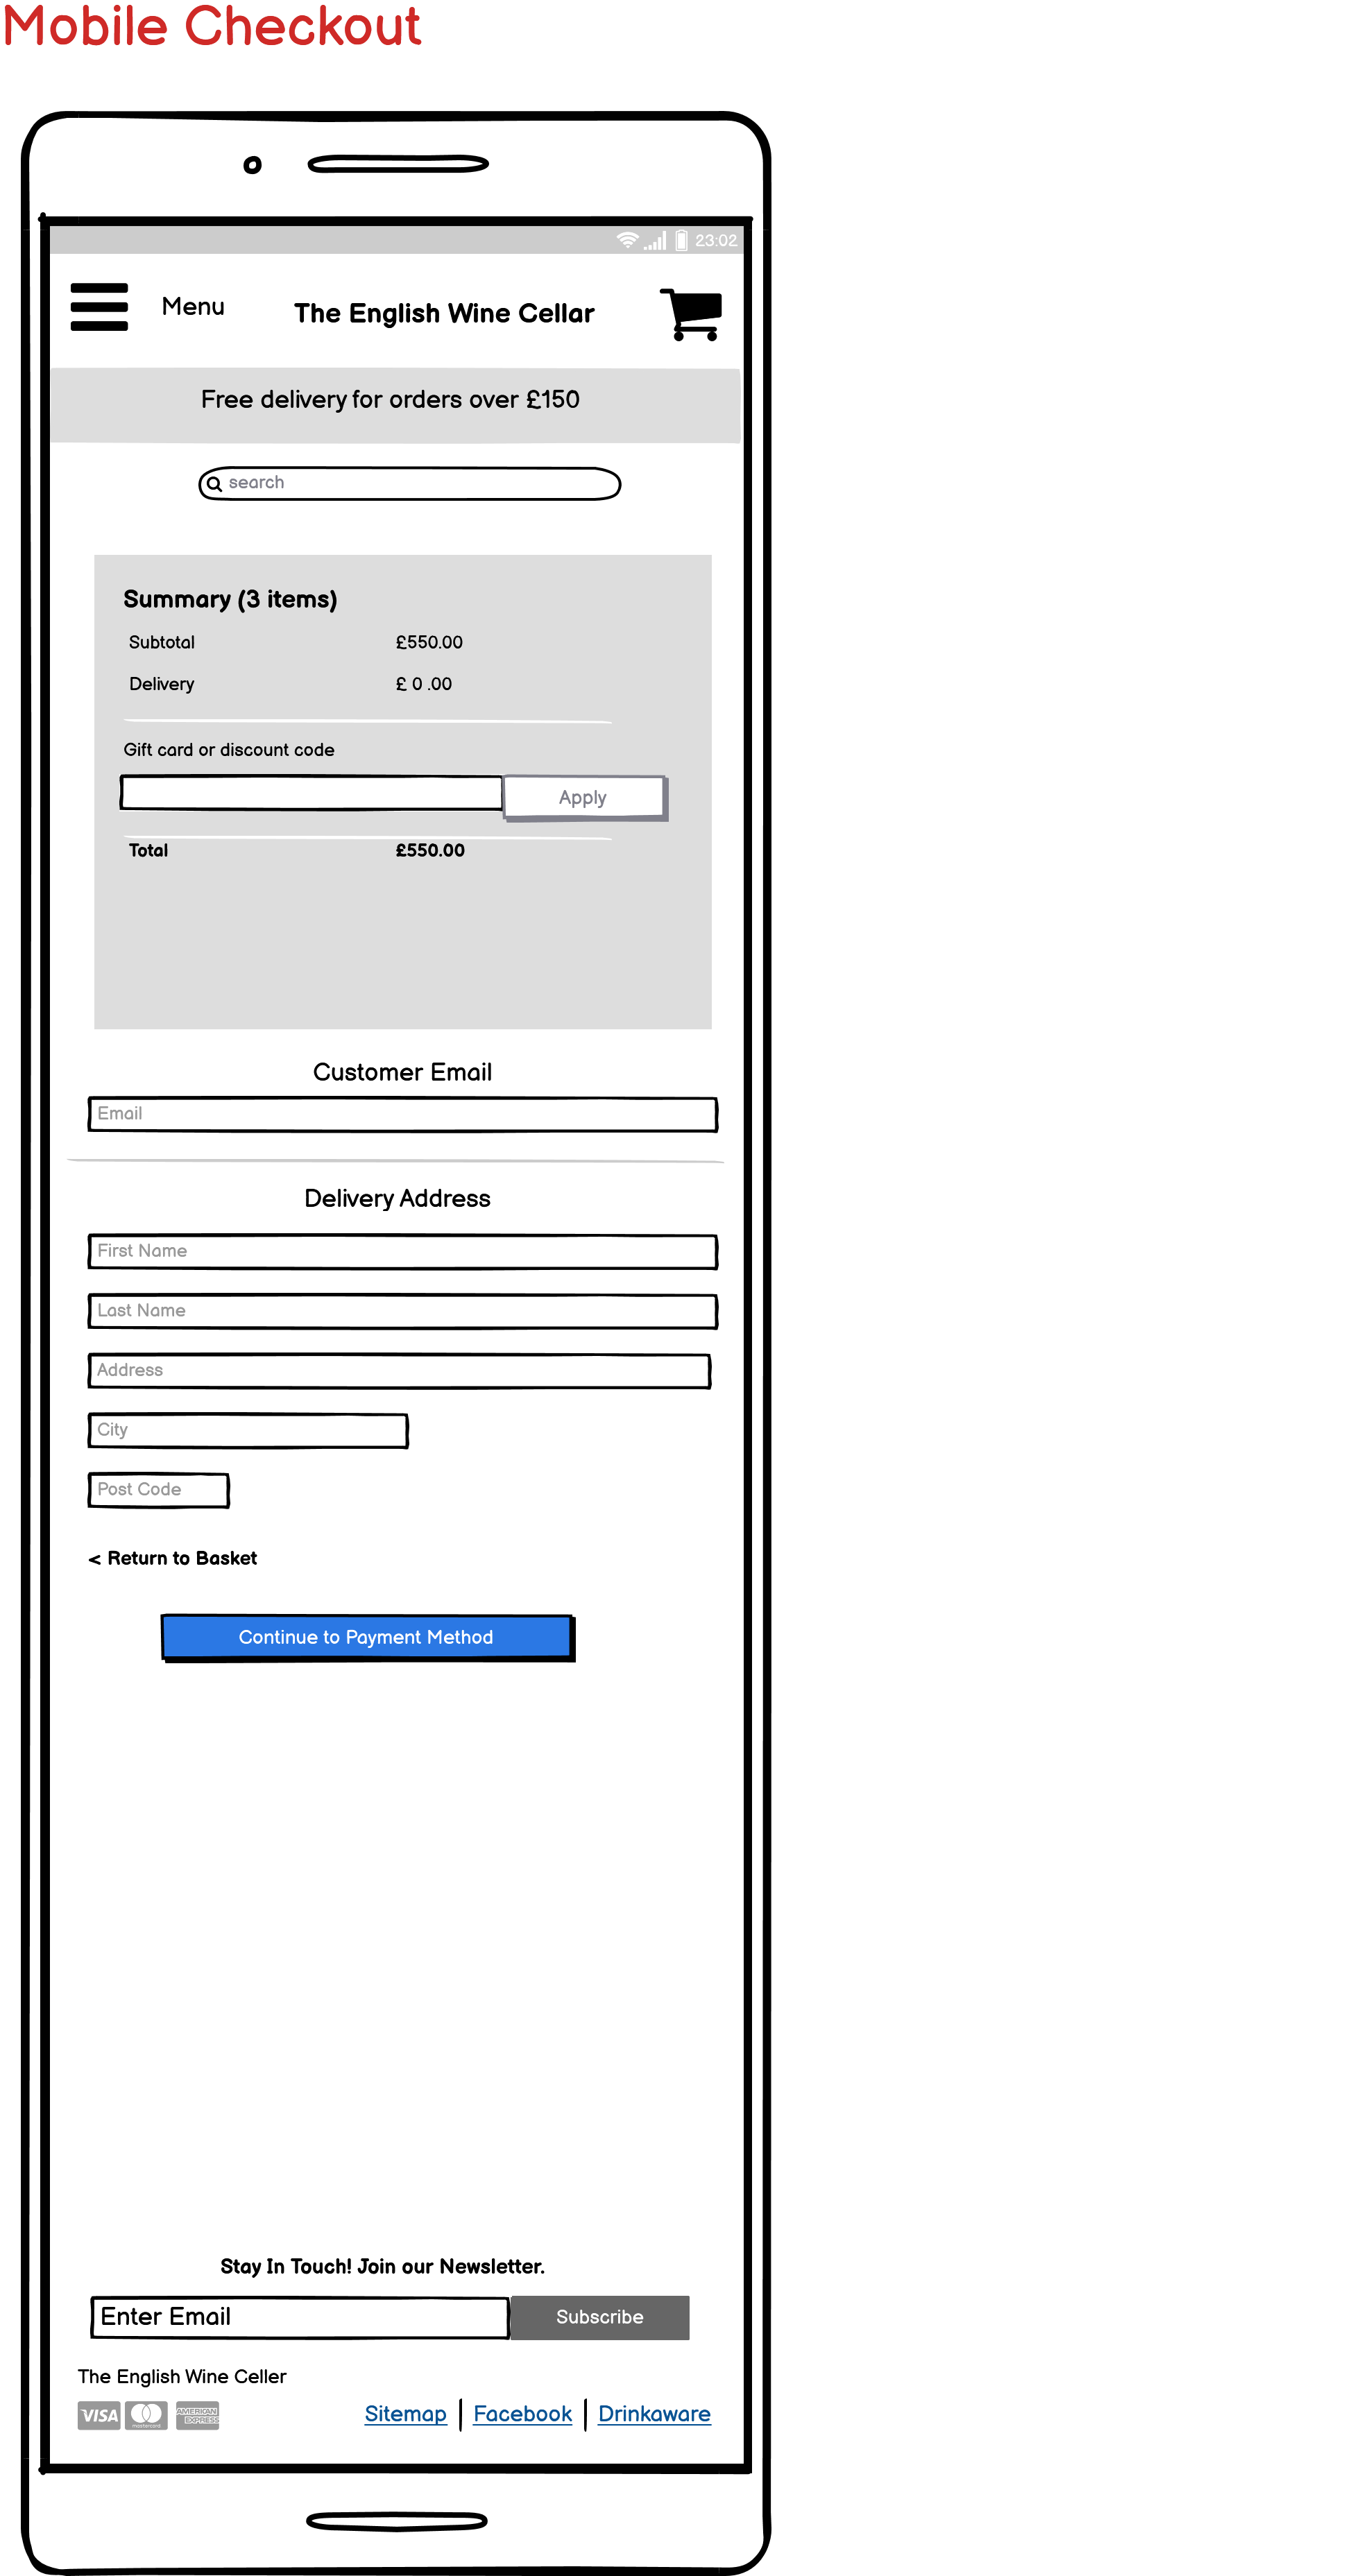 Mobile Checkout
23:02
Menu
The English Wine Cellar
Free delivery for orders over £150
search
Summary (3 items)
Subtotal £550.00
Delivery £ 0 .00
Gift card or discount code
Apply
Total £550.00
Customer Email
Email
Delivery Address
First Name
Last Name
Address
City
Post Code
< Return to Basket
Continue to Payment Method
Stay In Touch! Join our Newsletter.
Enter Email Subscribe
The English Wine Celler
VISA mastercard AMERICAN EXPRESS
Sitemap Facebook Drinkaware